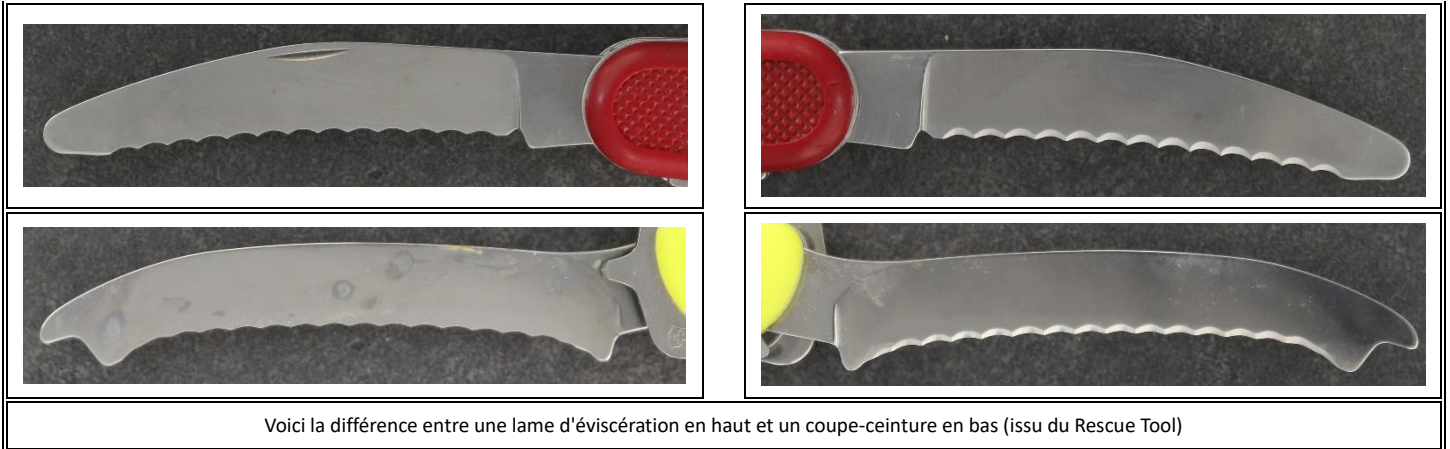 Voici la différence entre une lame d'éviscération en haut et un coupe-ceinture en bas (issu du Rescue Tool)